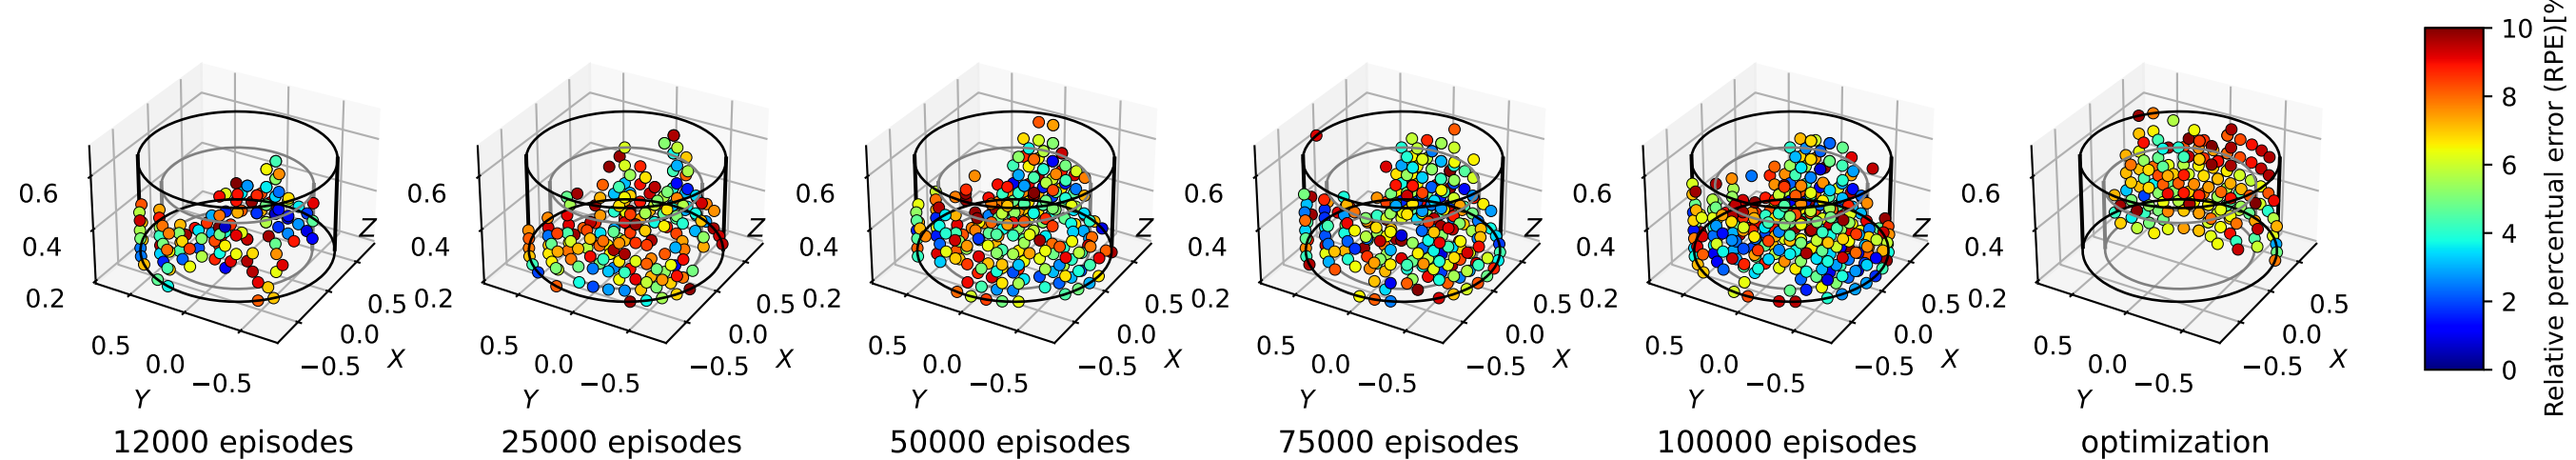 0.6
0.4
0.2
0.5
0.0
−0.5
Y
−0.5
0.0
0.5
X
Z
12000 episodes
0.6
0.4
0.2
0.5
0.0
−0.5
Y
−0.5
0.0
0.5
X
Z
25000 episodes
0.6
0.4
0.2
0.5
0.0
−0.5
Y
−0.5
0.0
0.5
X
Z
50000 episodes
0.6
0.4
0.2
0.5
0.0
−0.5
Y
−0.5
0.0
0.5
X
Z
75000 episodes
0.6
0.4
0.2
0.5
0.0
−0.5
Y
−0.5
0.0
0.5
X
Z
100000 episodes
0.6
0.4
0.2
0.5
0.0
−0.5
Y
−0.5
0.0
0.5
X
optimization
10
8
6
4
2
0
Relative percentual error (RPE)[%